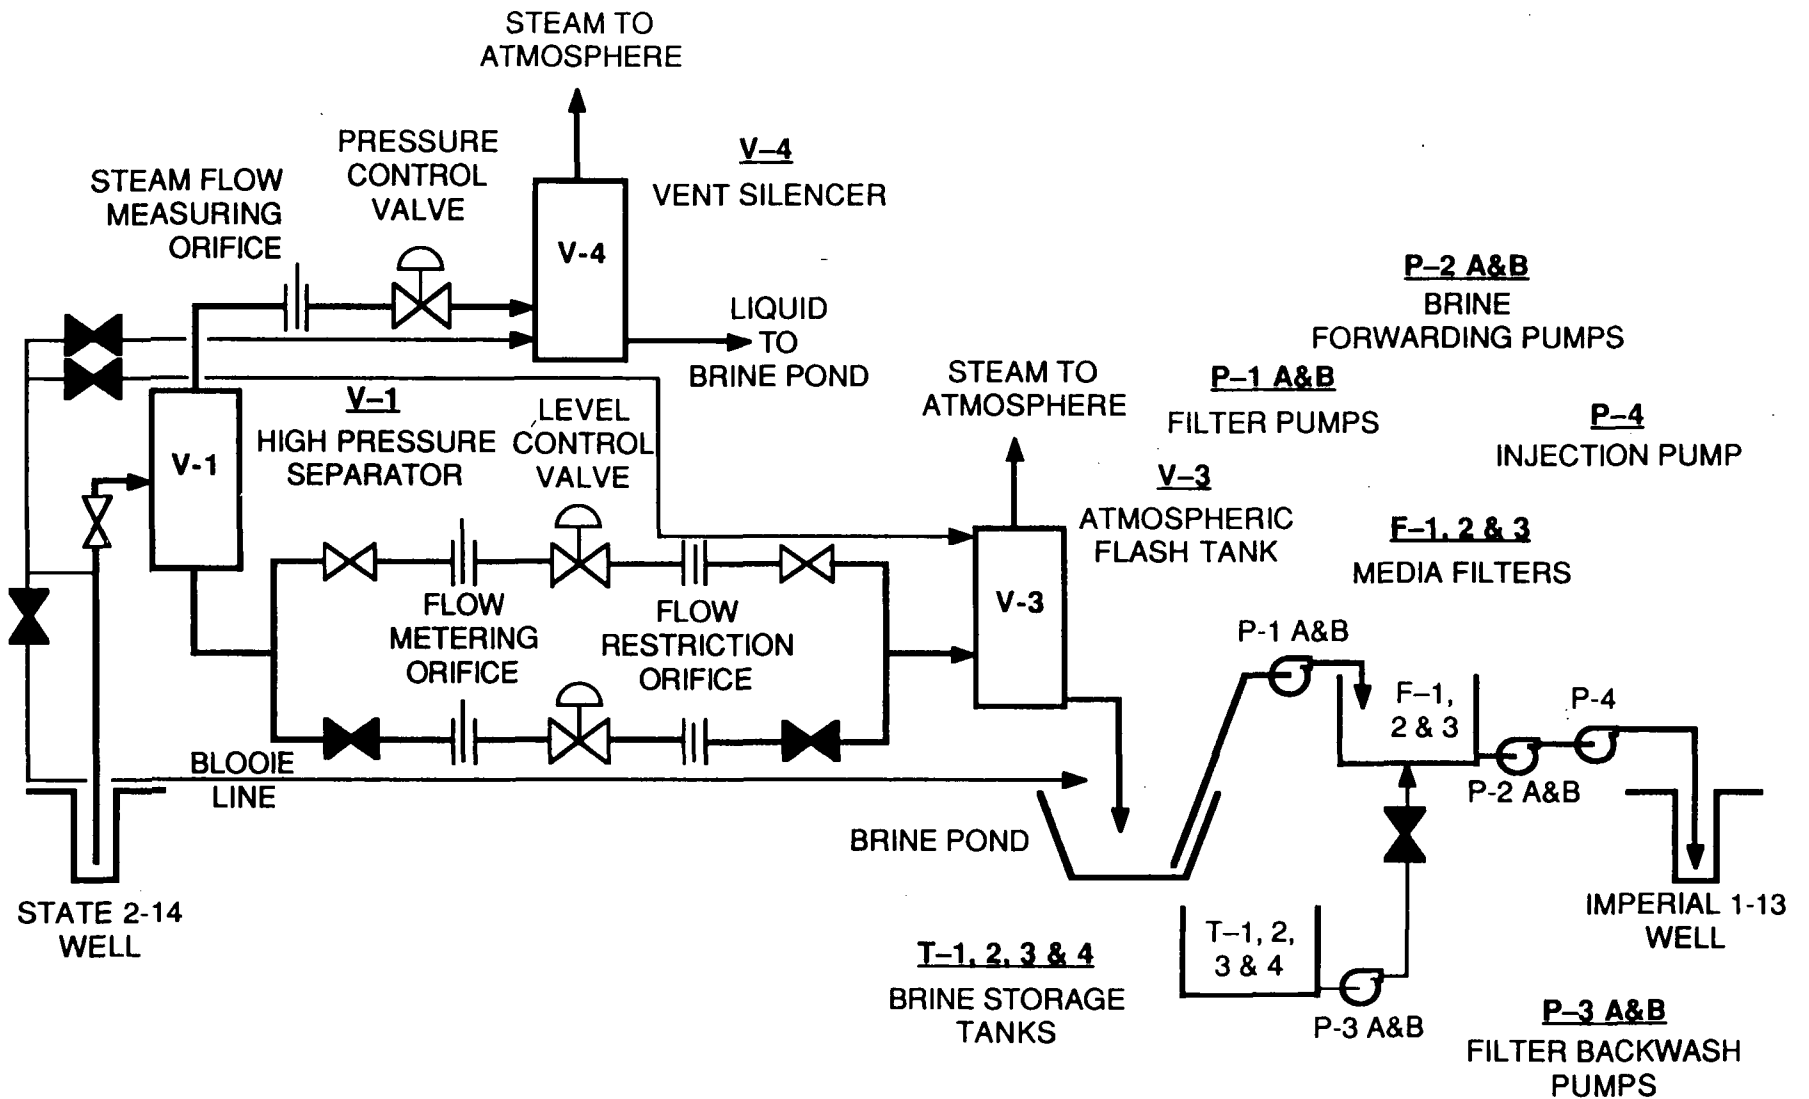 STEAM TO
ATMOSPHERE
PRESSURE
CONTROL
VALVE
STEAM FLOW
MEASURING
ORIFICE
V–4
VENT SILENCER
V-4
LIQUID
TO
BRINE POND
P–2 A&B
BRINE
FORWARDING PUMPS
STEAM TO
ATMOSPHERE
P–1 A&B
FILTER PUMPS
P–4
INJECTION PUMP
V–1
HIGH PRESSURE
SEPARATOR
V-1
LEVEL
CONTROL
VALVE
V–3
ATMOSPHERIC
FLASH TANK
V-3
F–1, 2 & 3
MEDIA FILTERS
FLOW
METERING
ORIFICE
FLOW
RESTRICTION
ORIFICE
P-1 A&B
F–1,
2 & 3
P-4
P-2 A&B
BLOOIE
LINE
BRINE POND
STATE 2-14
WELL
IMPERIAL 1-13
WELL
T–1, 2, 3 & 4
BRINE STORAGE
TANKS
T–1, 2,
3 & 4
P-3 A&B
P–3 A&B
FILTER BACKWASH
PUMPS